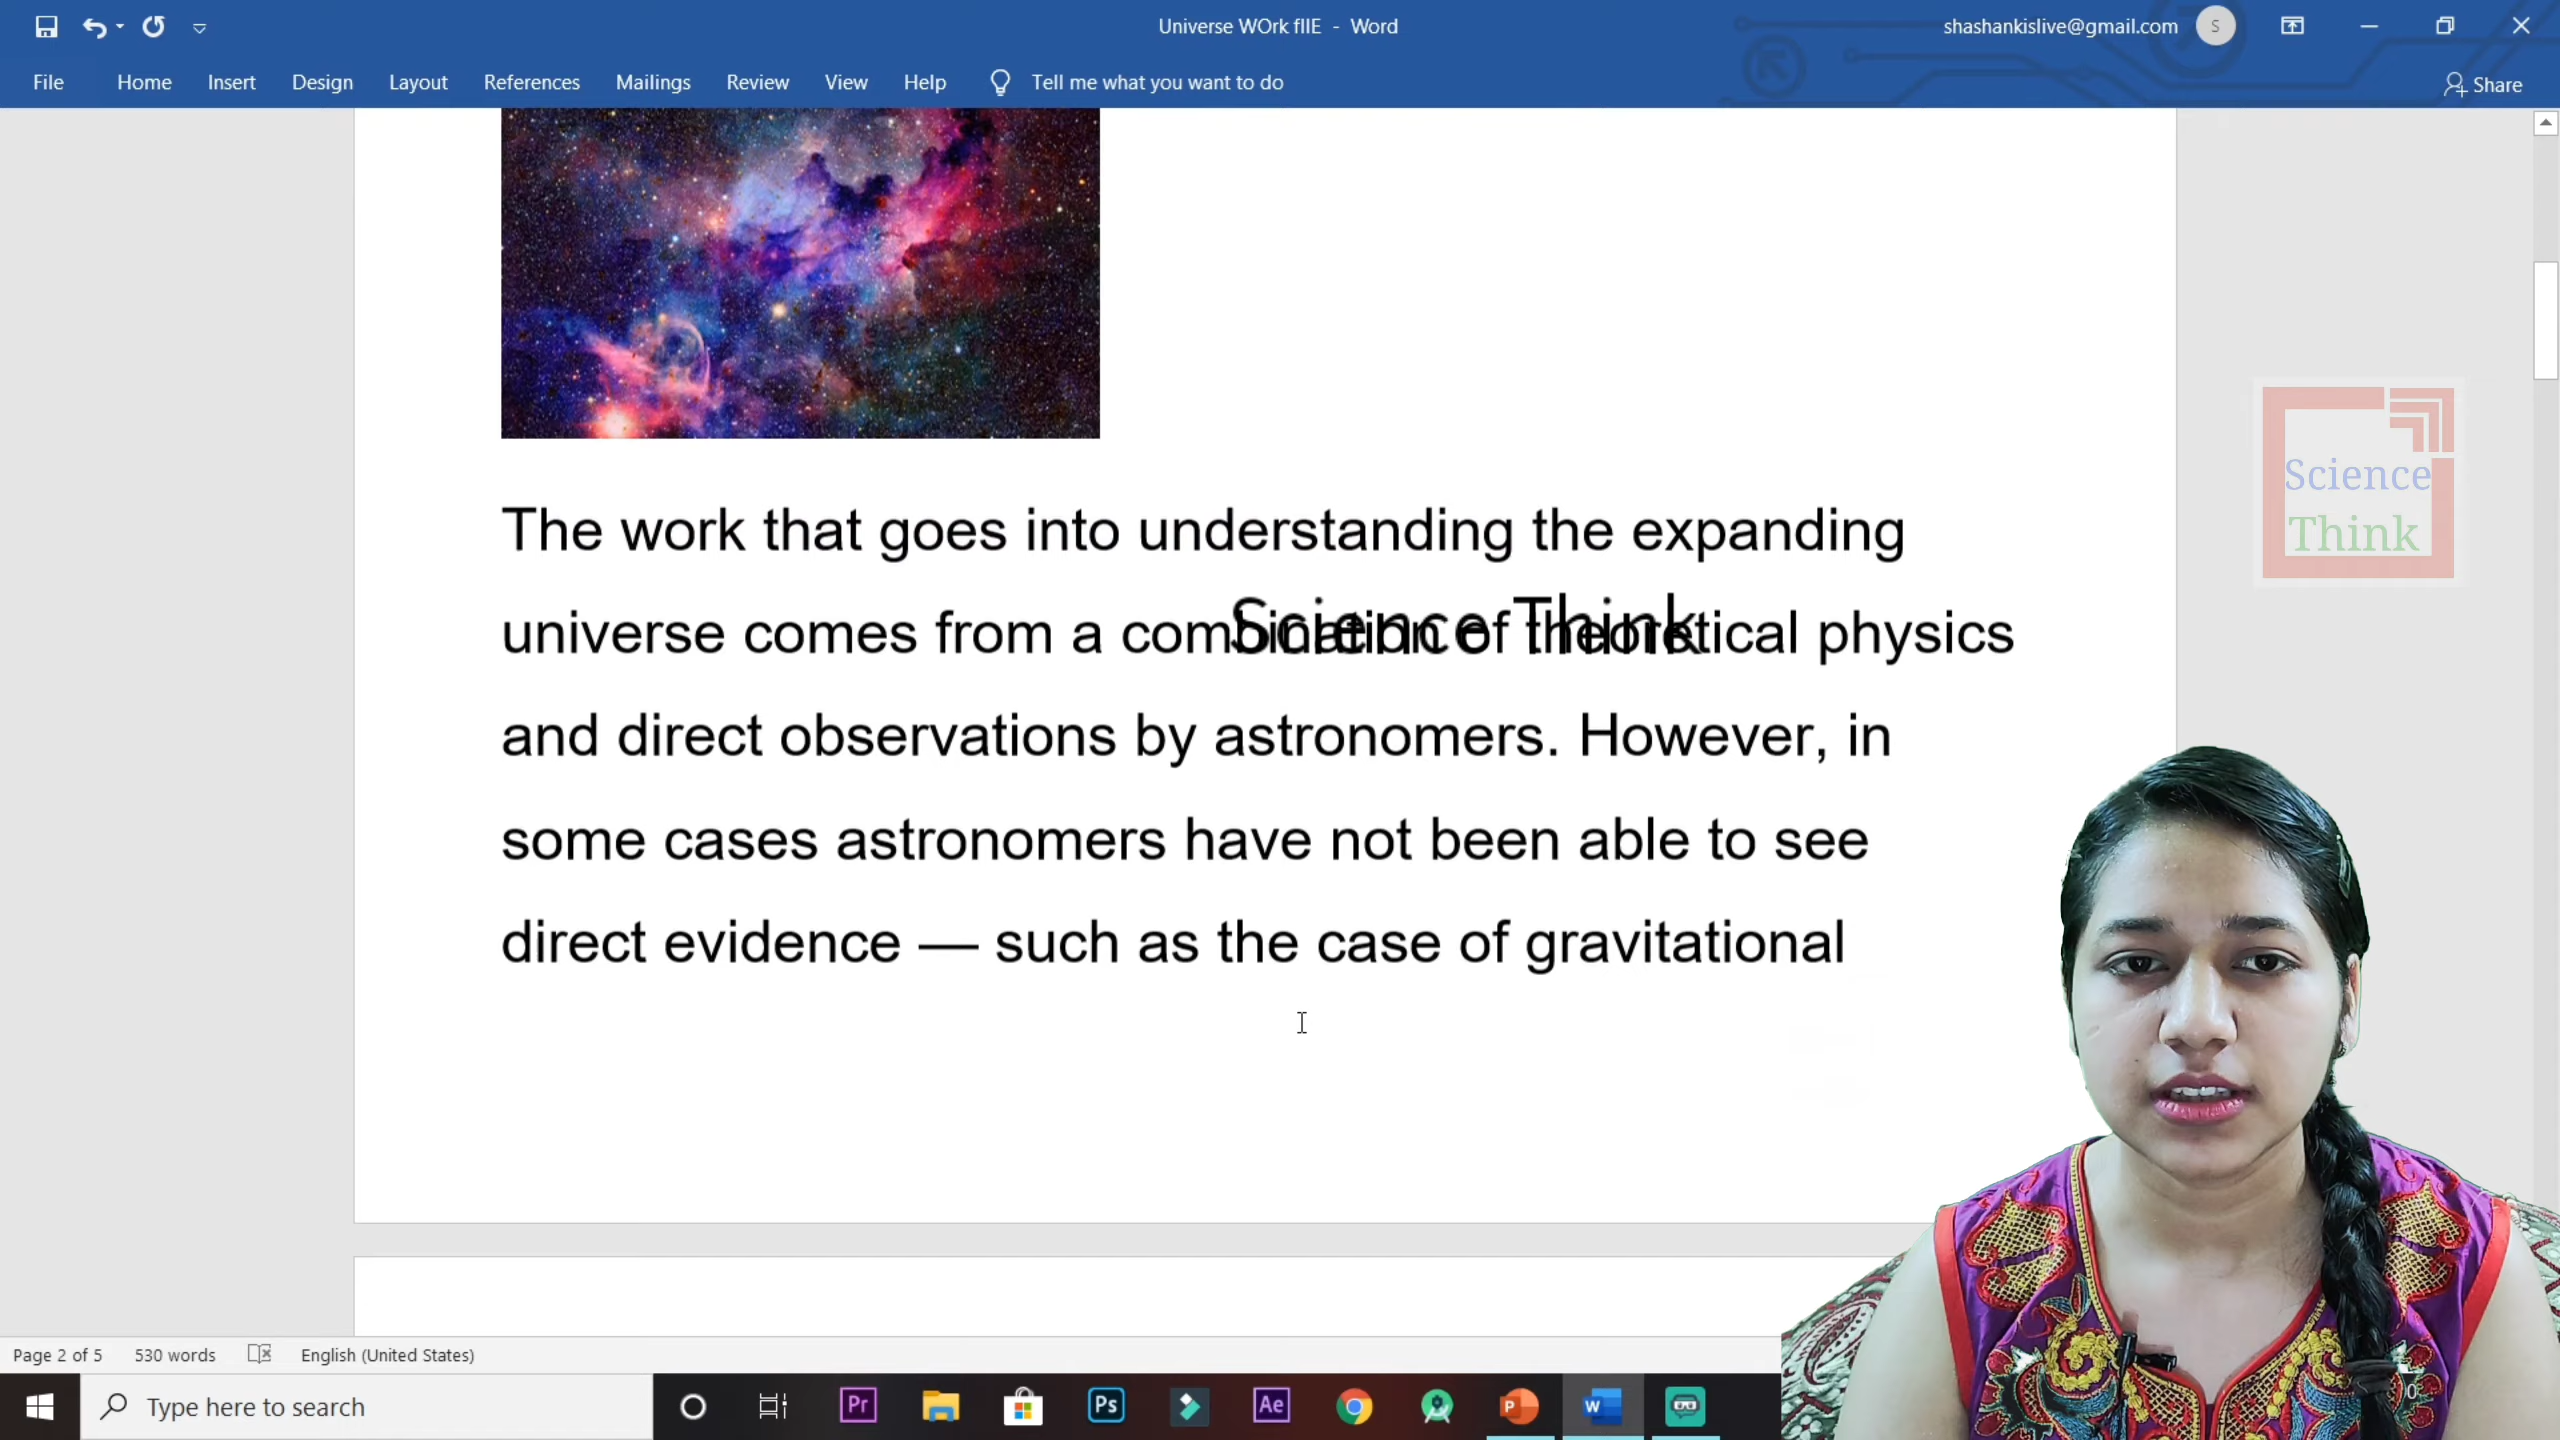 Universe WOrk fIlE - Word
shashankislive@gmail.com
S
File Home Insert Design Layout References Mailings Review View Help Tell me what you want to do
Share
Science
Think
The work that goes into understanding the expanding
Science Think
universe comes from a combination of theoretical physics
and direct observations by astronomers. However, in
some cases astronomers have not been able to see
direct evidence — such as the case of gravitational
Page 2 of 5 530 words English (United States)
Type here to search
Pr
Ps
Ae
P
W